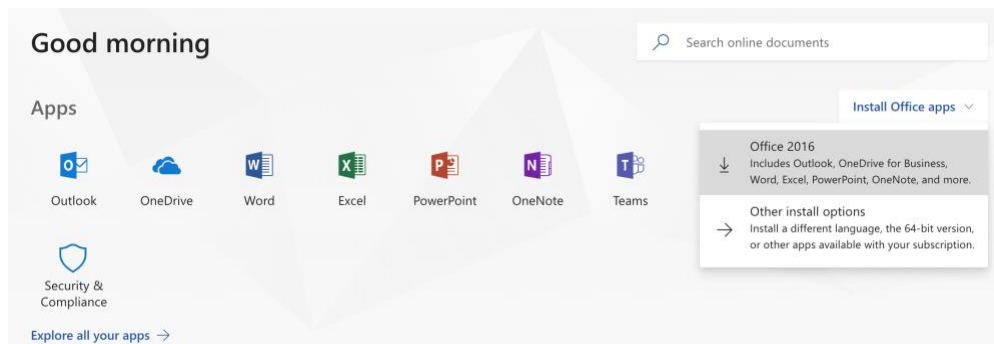 Good morning
Search online documents
Apps
Install Office apps
Office 2016
Includes Outlook, OneDrive for Business,
Word, Excel, PowerPoint, OneNote, and more.
Other install options
Install a different language, the 64-bit version,
or other apps available with your subscription.
O
W
X
P
N
T
Outlook
OneDrive
Word
Excel
PowerPoint
OneNote
Teams
Security &
Compliance
Explore all your apps